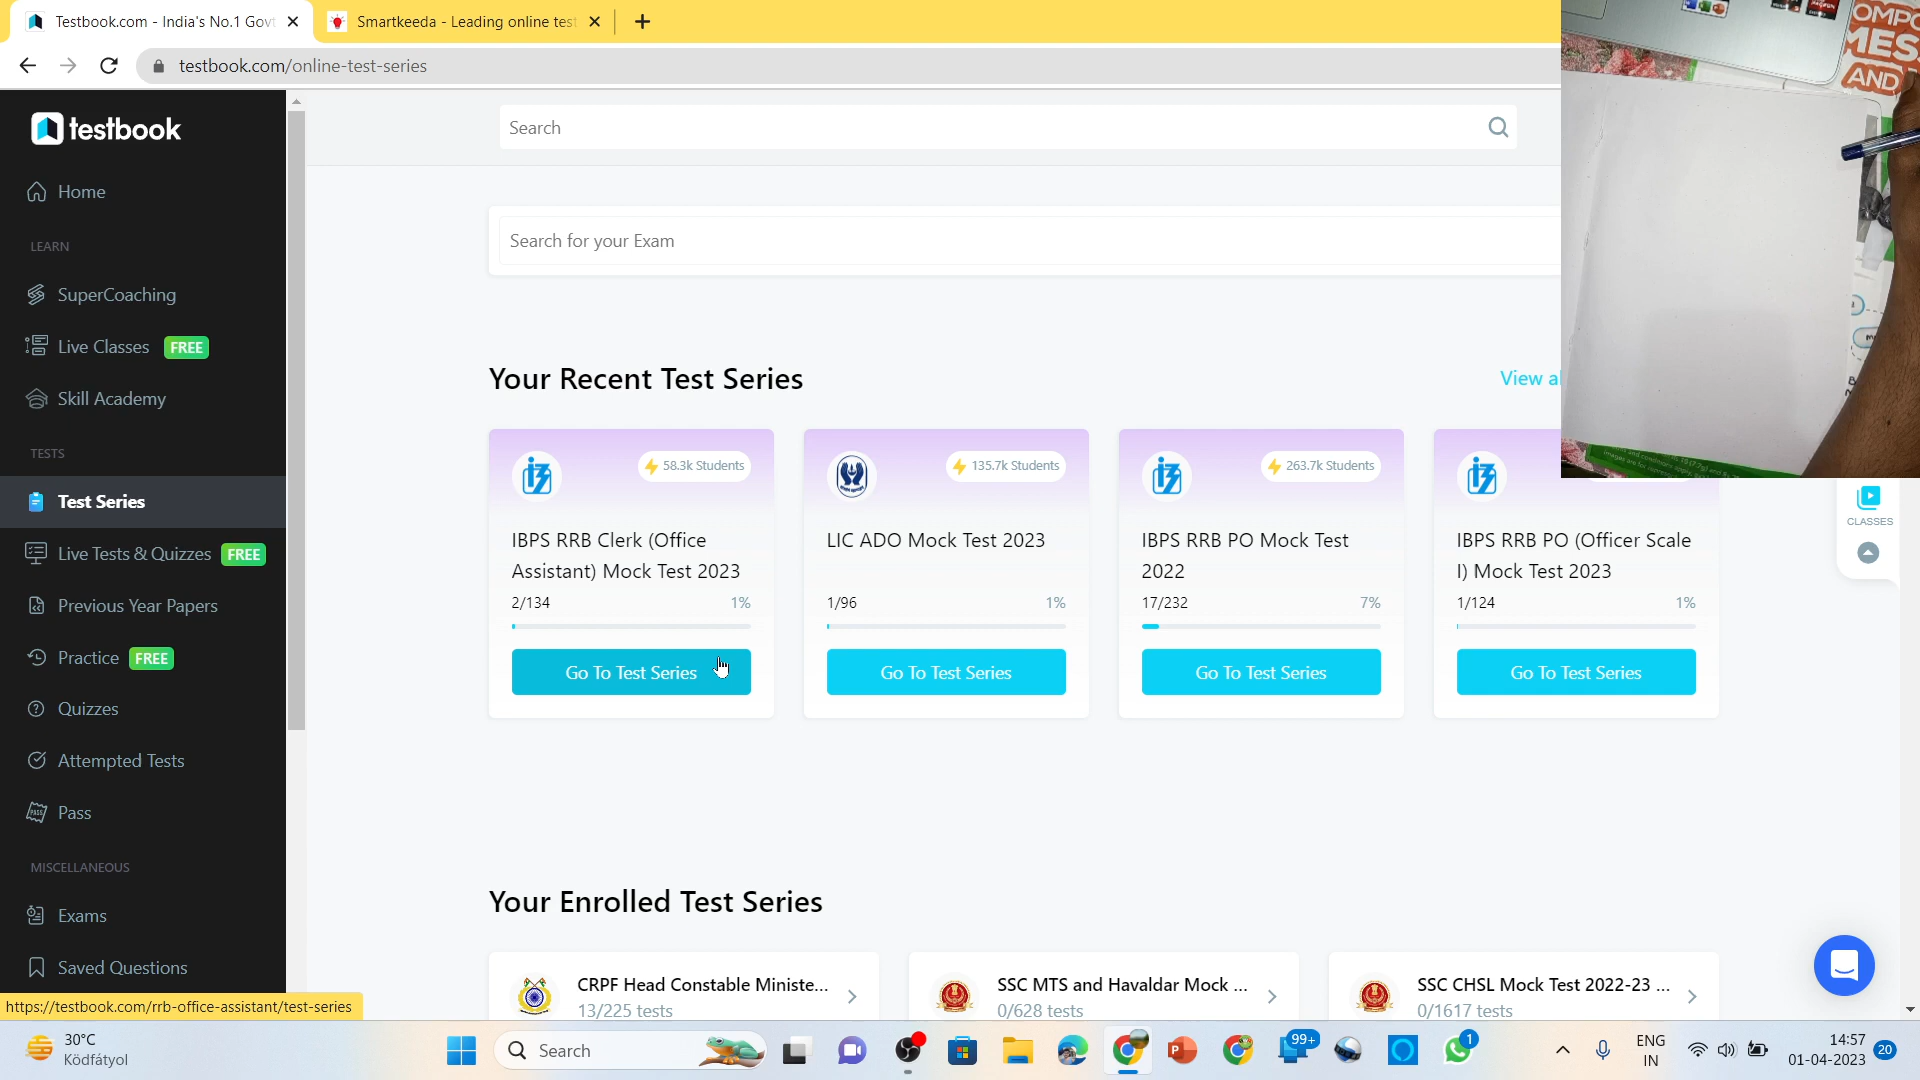 Testbook.com - India's No.1 Govt
Smartkeeda - Leading online test
testbook.com/online-test-series
testbook
Home
LEARN
SuperCoaching
Live Classes FREE
Skill Academy
TESTS
Test Series
Live Tests & Quizzes FREE
Previous Year Papers
Practice FREE
Quizzes
Attempted Tests
Pass
MISCELLANEOUS
Exams
Saved Questions
https://testbook.com/rrb-office-assistant/test-series
Search
Search for your Exam
Your Recent Test Series
View al
58.3k Students
IBPS RRB Clerk (Office
Assistant) Mock Test 2023
2/134 1%
Go To Test Series
135.7k Students
LIC ADO Mock Test 2023
1/96 1%
Go To Test Series
263.7k Students
IBPS RRB PO Mock Test
2022
17/232 7%
Go To Test Series
IBPS RRB PO (Officer Scale
I) Mock Test 2023
1/124 1%
Go To Test Series
CLASSES
Your Enrolled Test Series
CRPF Head Constable Ministe...
13/225 tests
SSC MTS and Havaldar Mock ...
0/628 tests
SSC CHSL Mock Test 2022-23 ...
0/1617 tests
OMPO
MES
AND
30°C
Ködfátyol
Search
99+
1
ENG
IN
14:57
01-04-2023
20